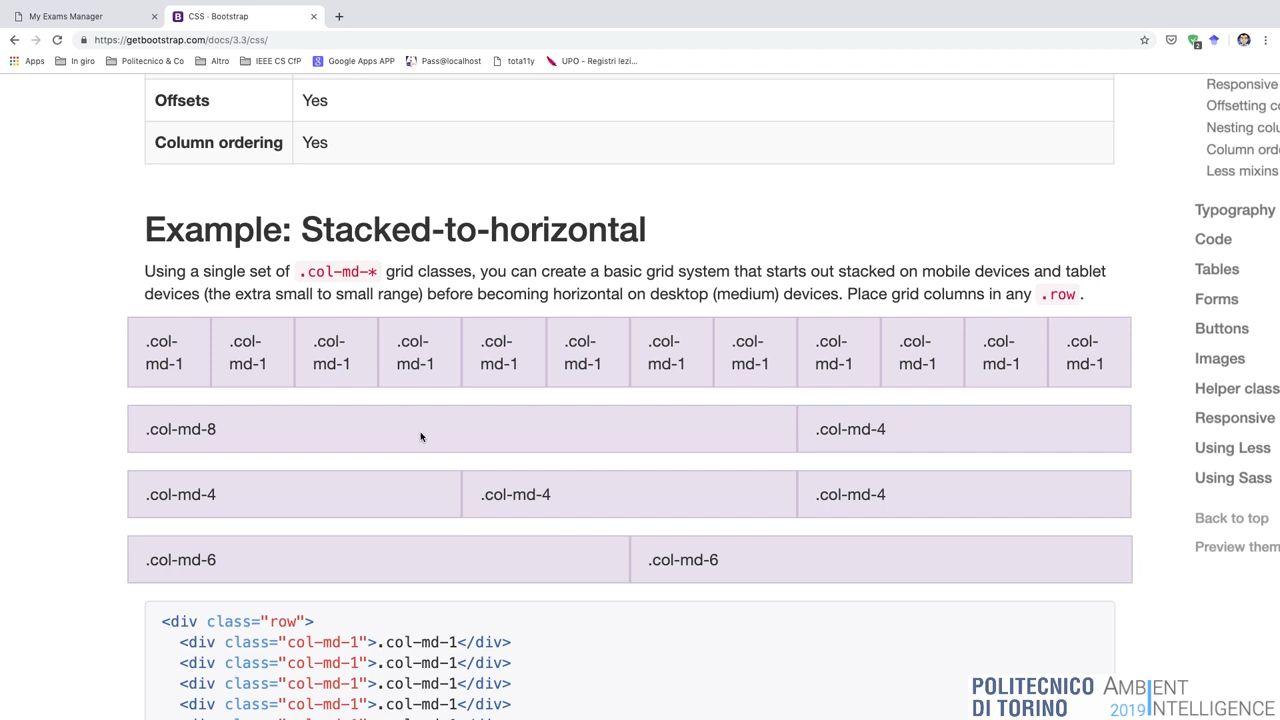 My Exams Manager
CSS · Bootstrap
https://getbootstrap.com/docs/3.3/css/
2
Apps
In giro
Politecnico & Co
Altro
IEEE CS CfP
Google Apps APP
Pass@localhost
tota11y
UPO – Registri lezi...
Offsets Yes
Column ordering Yes
Example: Stacked-to-horizontal
Using a single set of .col-md-* grid classes, you can create a basic grid system that starts out stacked on mobile devices and tablet
devices (the extra small to small range) before becoming horizontal on desktop (medium) devices. Place grid columns in any .row .
.col- .col- .col- .col- .col- .col- .col- .col- .col- .col- .col- .col-
md-1 md-1 md-1 md-1 md-1 md-1 md-1 md-1 md-1 md-1 md-1 md-1
.col-md-8 .col-md-4
.col-md-4 .col-md-4 .col-md-4
.col-md-6 .col-md-6
<div class="row">
<div class="col-md-1">.col-md-1</div>
<div class="col-md-1">.col-md-1</div>
<div class="col-md-1">.col-md-1</div>
<div class="col-md-1">.col-md-1</div>
Responsive
Offsetting co
Nesting colu
Column orde
Less mixins
Typography
Code
Tables
Forms
Buttons
Images
Helper class
Responsive
Using Less
Using Sass
Back to top
Preview them
POLITECNICO
DI TORINO
AMBIENT
2019 INTELLIGENCE